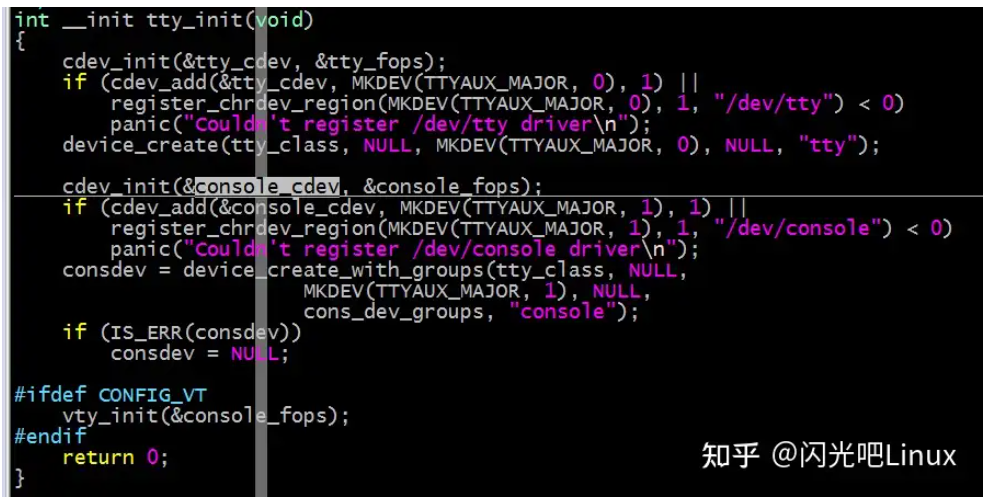 int __init tty_init(void)
{
    cdev_init(&tty_cdev, &tty_fops);
    if (cdev_add(&tty_cdev, MKDEV(TTYAUX_MAJOR, 0), 1) ||
        register_chrdev_region(MKDEV(TTYAUX_MAJOR, 0), 1, "/dev/tty") < 0)
        panic("Couldn't register /dev/tty driver\n");
    device_create(tty_class, NULL, MKDEV(TTYAUX_MAJOR, 0), NULL, "tty");

    cdev_init(&console_cdev, &console_fops);
    if (cdev_add(&console_cdev, MKDEV(TTYAUX_MAJOR, 1), 1) ||
        register_chrdev_region(MKDEV(TTYAUX_MAJOR, 1), 1, "/dev/console") < 0)
        panic("Couldn't register /dev/console driver\n");
    consdev = device_create_with_groups(tty_class, NULL,
                        MKDEV(TTYAUX_MAJOR, 1), NULL,
                        cons_dev_groups, "console");
    if (IS_ERR(consdev))
        consdev = NULL;

#ifdef CONFIG_VT
    vty_init(&console_fops);
#endif
    return 0;
}
知乎 @闪光吧Linux